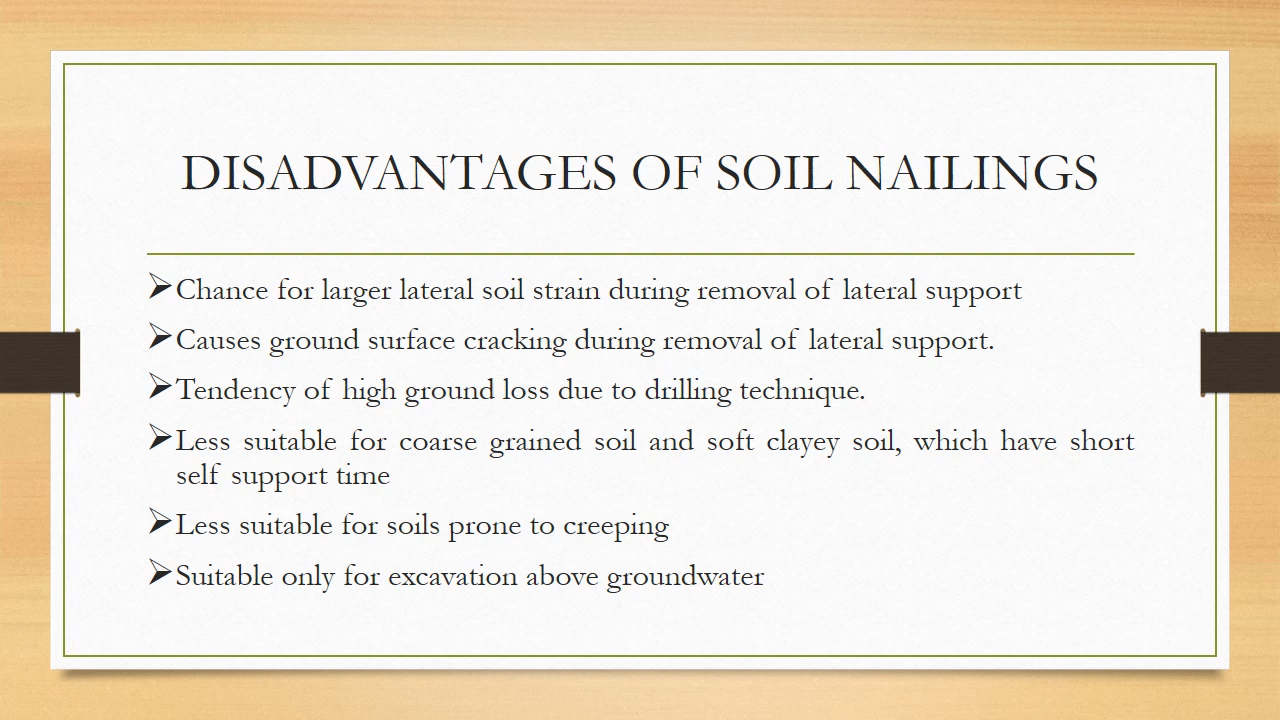 DISADVANTAGES OF SOIL NAILINGS
➢Chance for larger lateral soil strain during removal of lateral support
➢Causes ground surface cracking during removal of lateral support.
➢Tendency of high ground loss due to drilling technique.
➢Less suitable for coarse grained soil and soft clayey soil, which have short
self support time
➢Less suitable for soils prone to creeping
➢Suitable only for excavation above groundwater